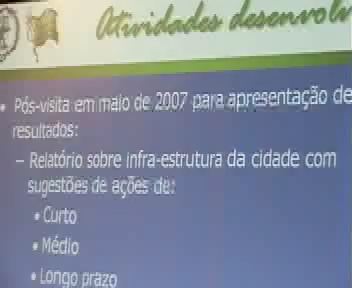 Atividades desenvolv
• Pós-visita em maio de 2007 para apresentação de
resultados:
– Relatório sobre infra-estrutura da cidade com
sugestões de ações de:
• Curto
• Médio
• Longo prazo